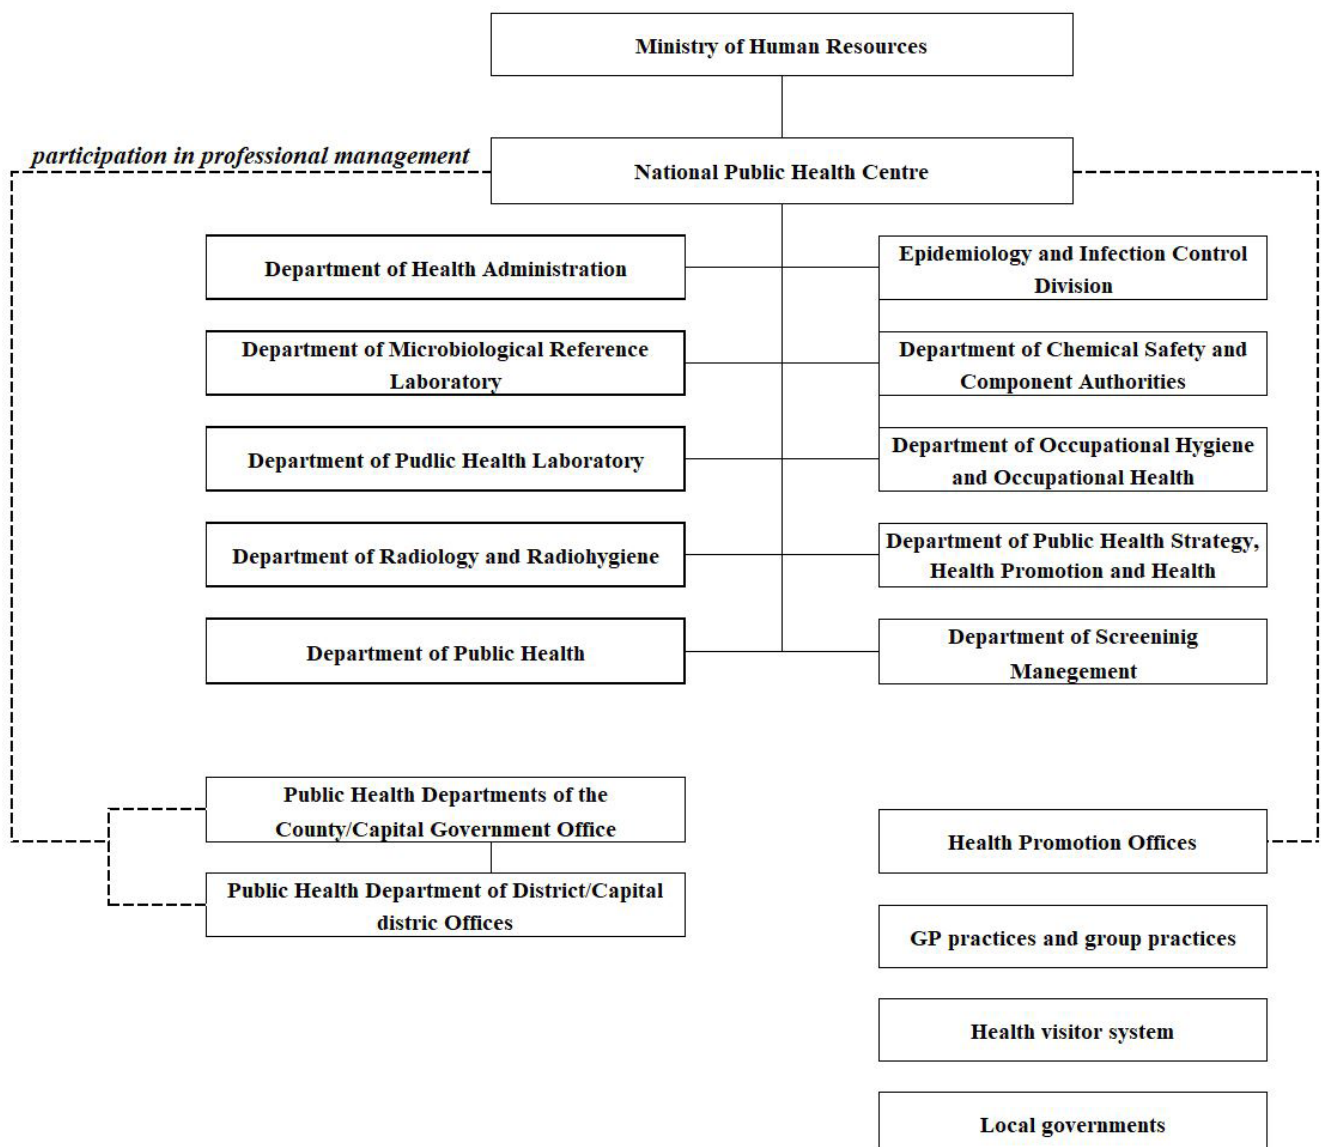 Ministry of Human Resources
participation in professional management
National Public Health Centre
Department of Health Administration
Epidemiology and Infection Control
Division
Department of Microbiological Reference
Laboratory
Department of Chemical Safety and
Component Authorities
Department of Pudlic Health Laboratory
Department of Occupational Hygiene
and Occupational Health
Department of Radiology and Radiohygiene
Department of Public Health Strategy,
Health Promotion and Health
Department of Public Health
Department of Screeninig
Manegement
Public Health Departments of the
County/Capital Government Office
Health Promotion Offices
Public Health Department of District/Capital
distric Offices
GP practices and group practices
Health visitor system
Local governments